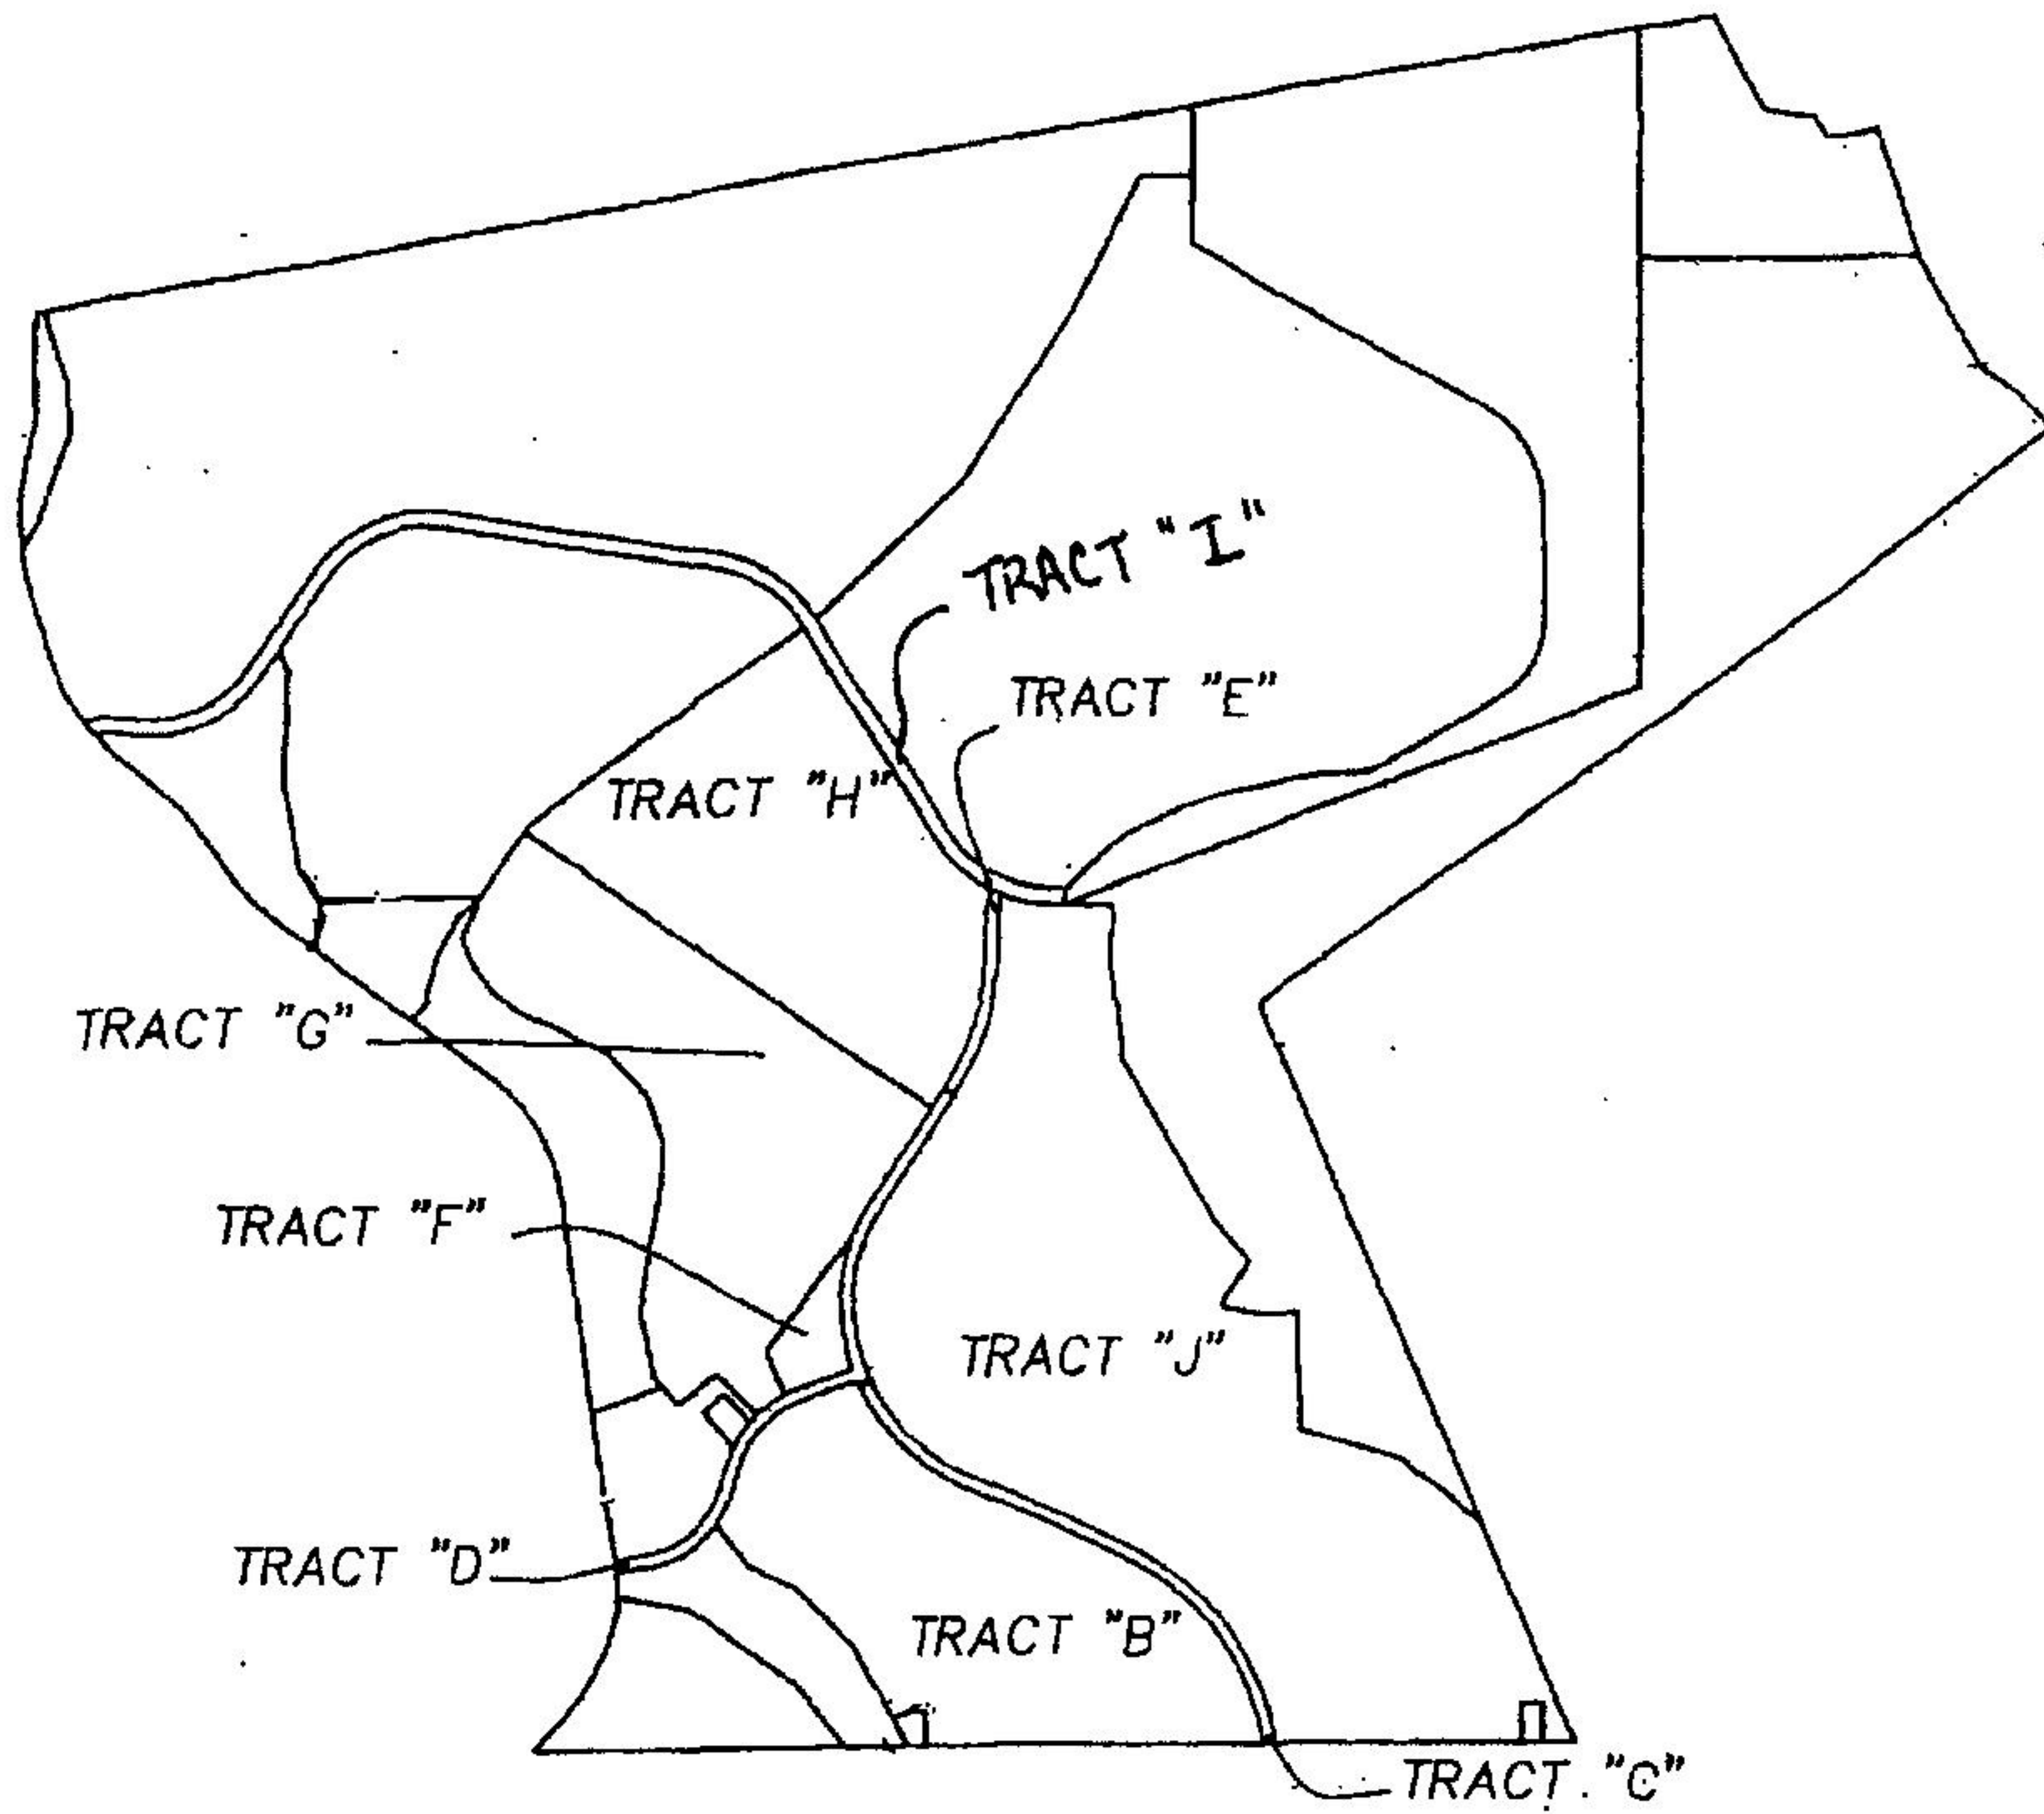 TRACT "I"
TRACT "E"
TRACT "H"
TRACT "G"
TRACT "F"
TRACT "J"
TRACT "D"
TRACT "B"
TRACT. "C"